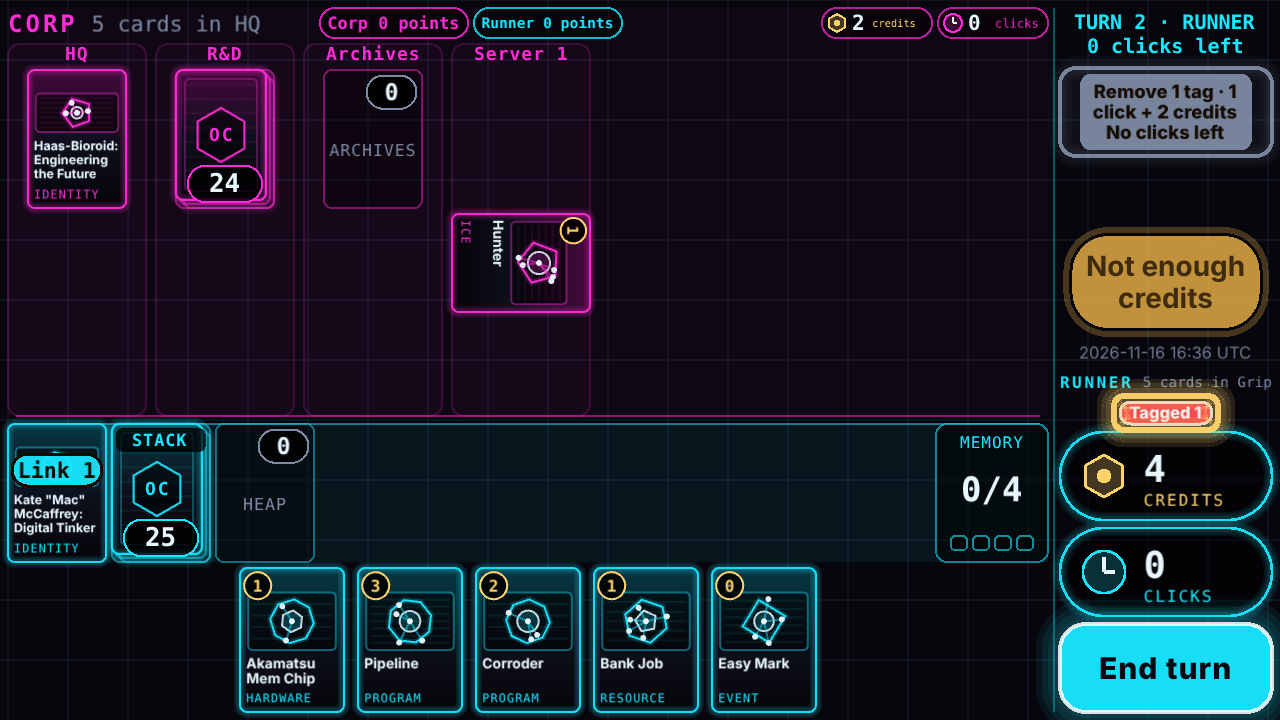 CORP 5 cards in HQ
Corp 0 points
Runner 0 points
2 credits
0 clicks
TURN 2 · RUNNER
0 clicks left
HQ
R&D
Archives
Server 1
Haas-Bioroid:
Engineering
the Future
IDENTITY
OC
24
0
ARCHIVES
Hunter
ICE
1
Remove 1 tag · 1
click + 2 credits
No clicks left
Not enough
credits
2026-11-16 16:36 UTC
RUNNER 5 cards in Grip
Tagged 1
4
CREDITS
0
CLICKS
End turn
Link 1
Kate "Mac"
McCaffrey:
Digital Tinker
IDENTITY
STACK
OC
25
0
HEAP
MEMORY
0/4
1
Akamatsu
Mem Chip
HARDWARE
3
Pipeline
PROGRAM
2
Corroder
PROGRAM
1
Bank Job
RESOURCE
0
Easy Mark
EVENT